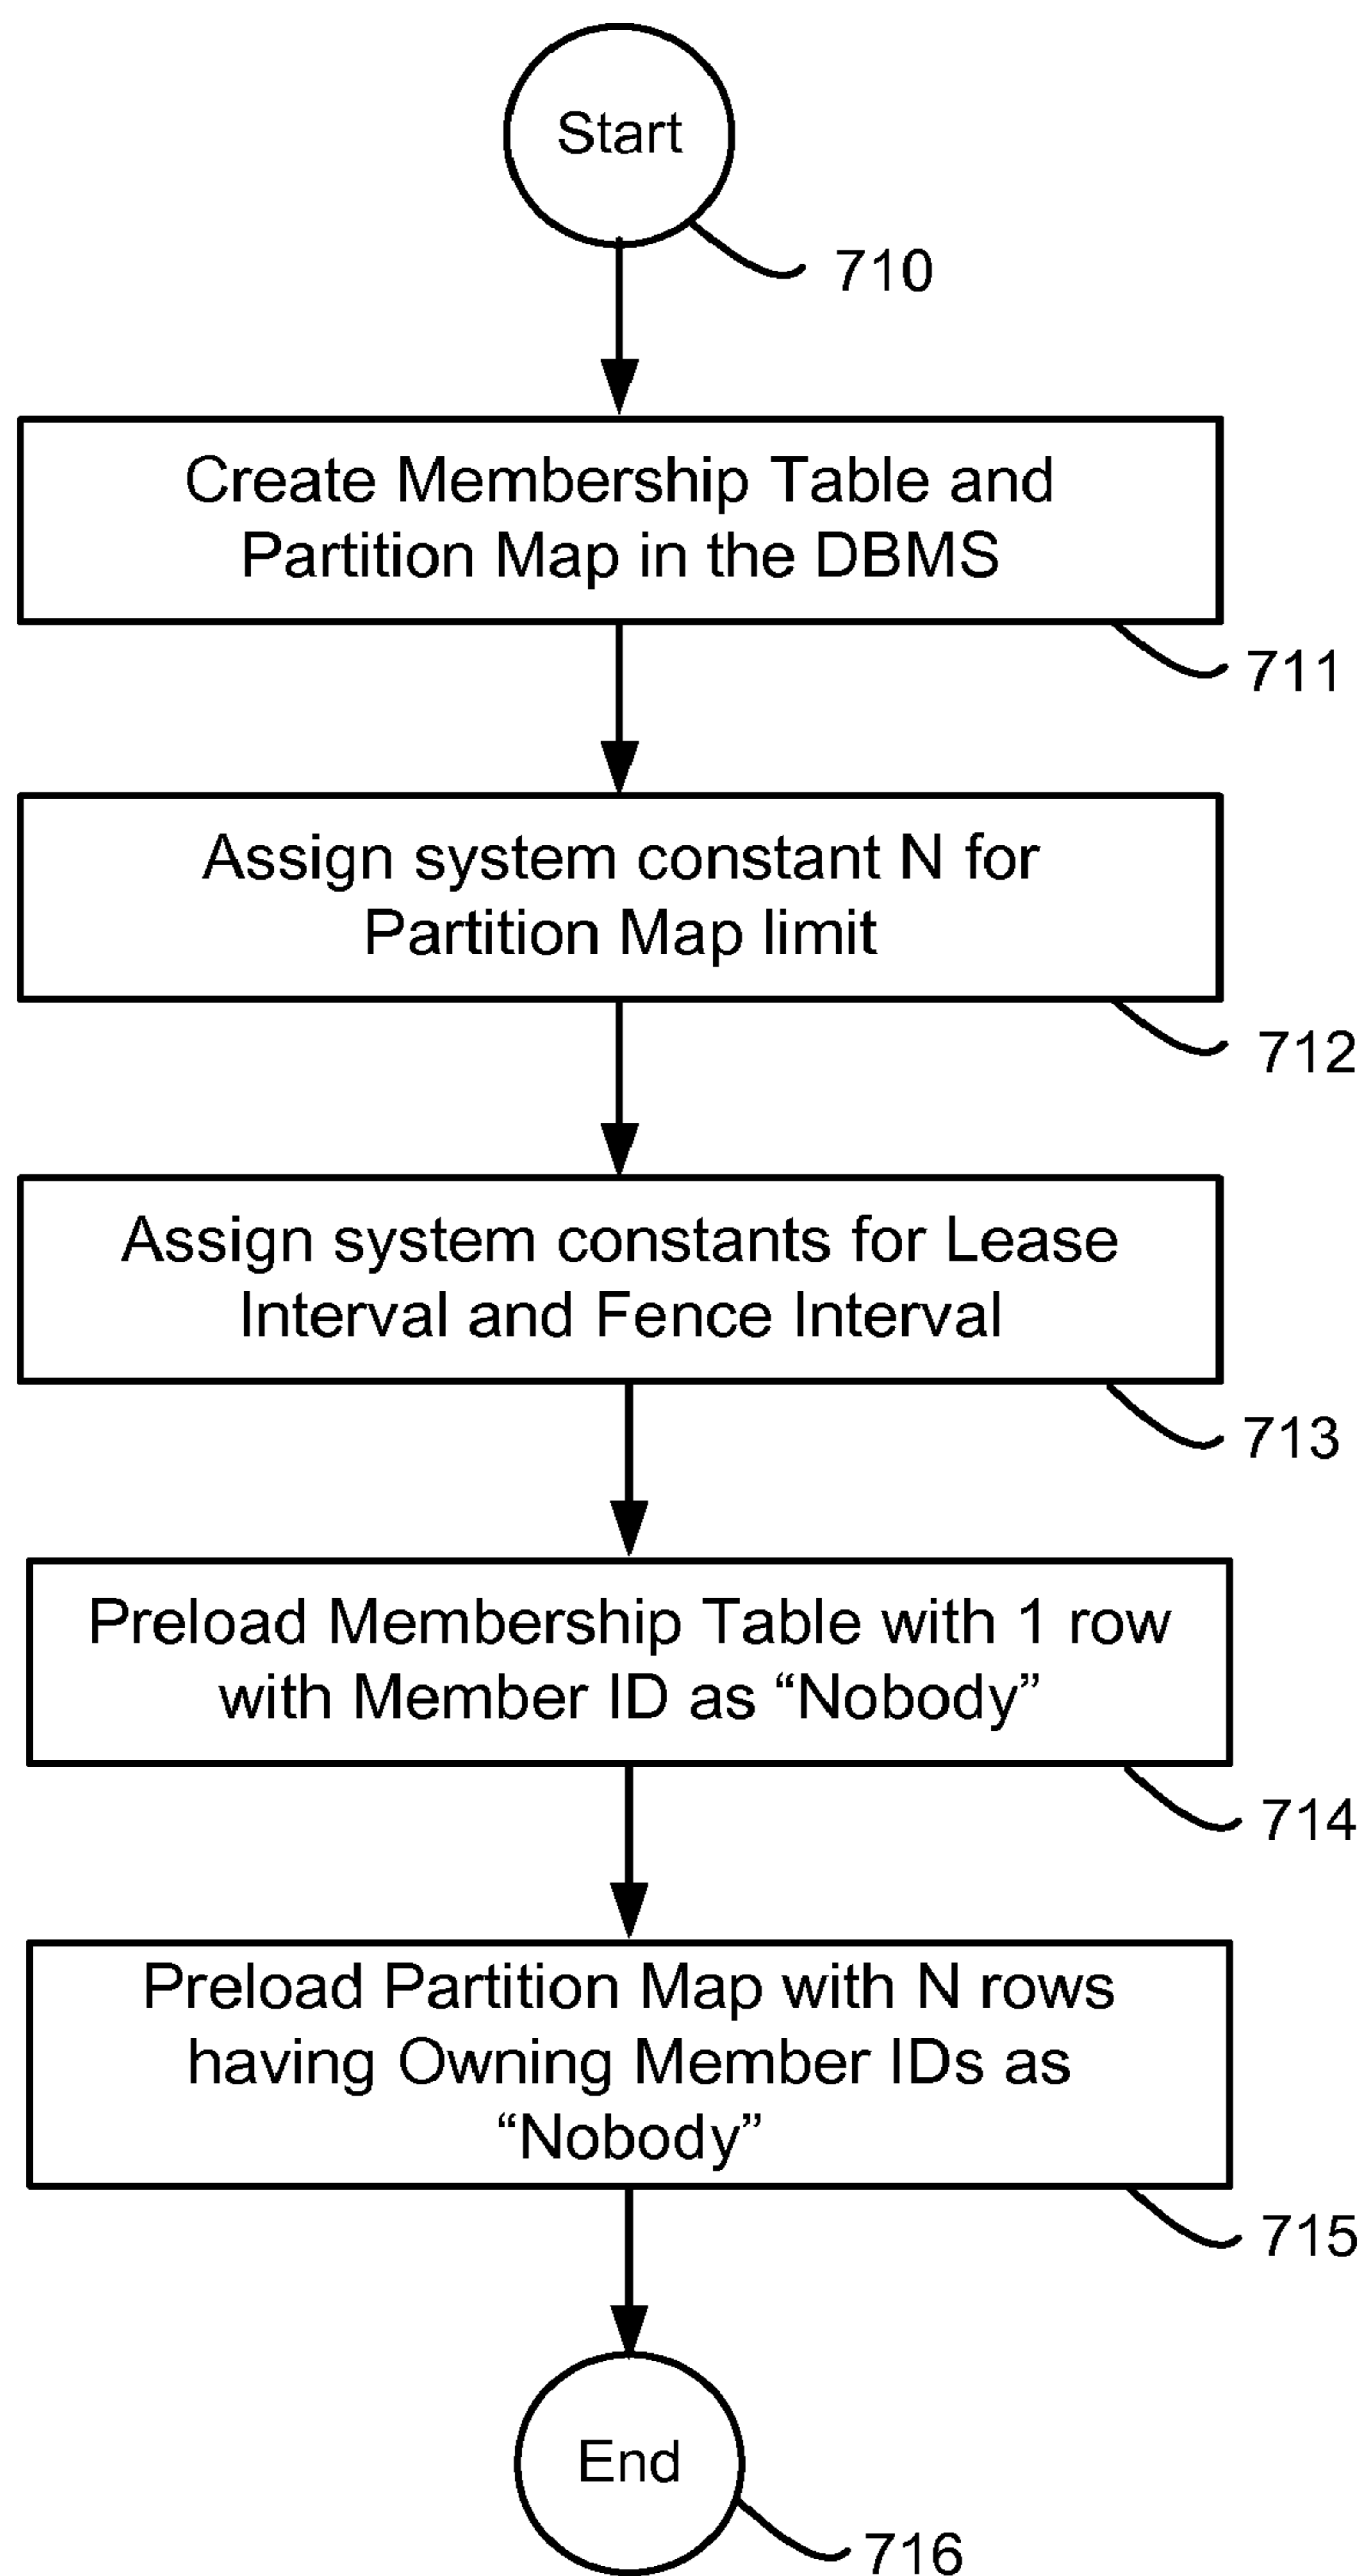 Start
710
Create Membership Table and
Partition Map in the DBMS
711
Assign system constant N for
Partition Map limit
712
Assign system constants for Lease
Interval and Fence Interval
713
Preload Membership Table with 1 row
with Member ID as “Nobody”
714
Preload Partition Map with N rows
having Owning Member IDs as
“Nobody”
715
End
716